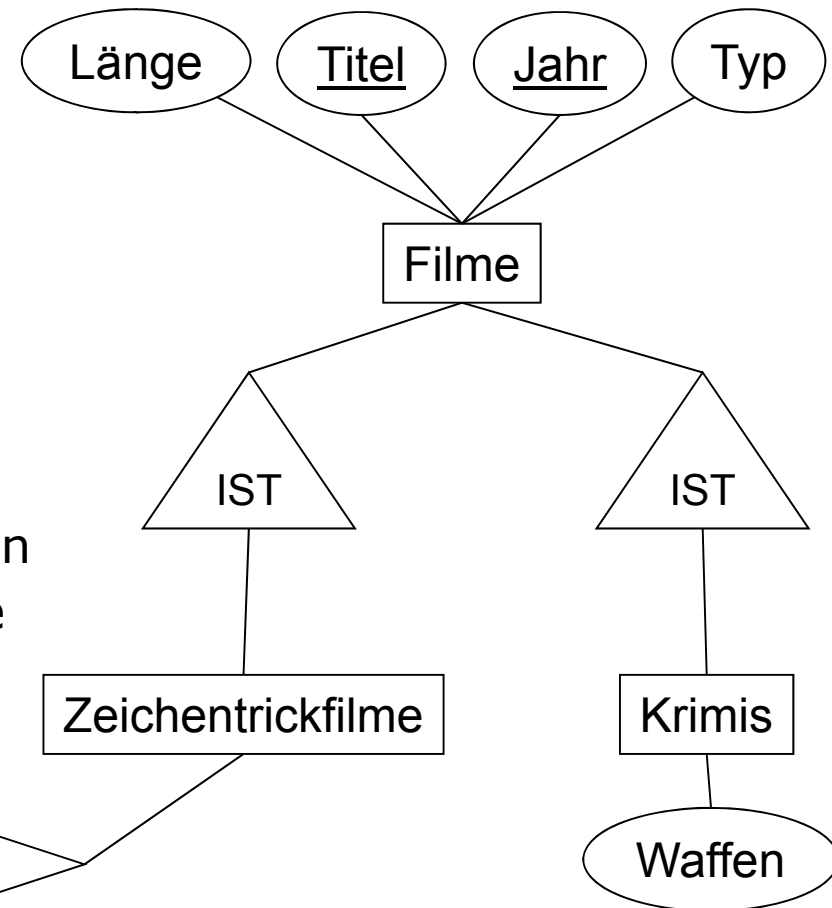 Länge Titel Jahr Typ
Filme
IST IST
n
e
Zeichentrickfilme Krimis
Waffen